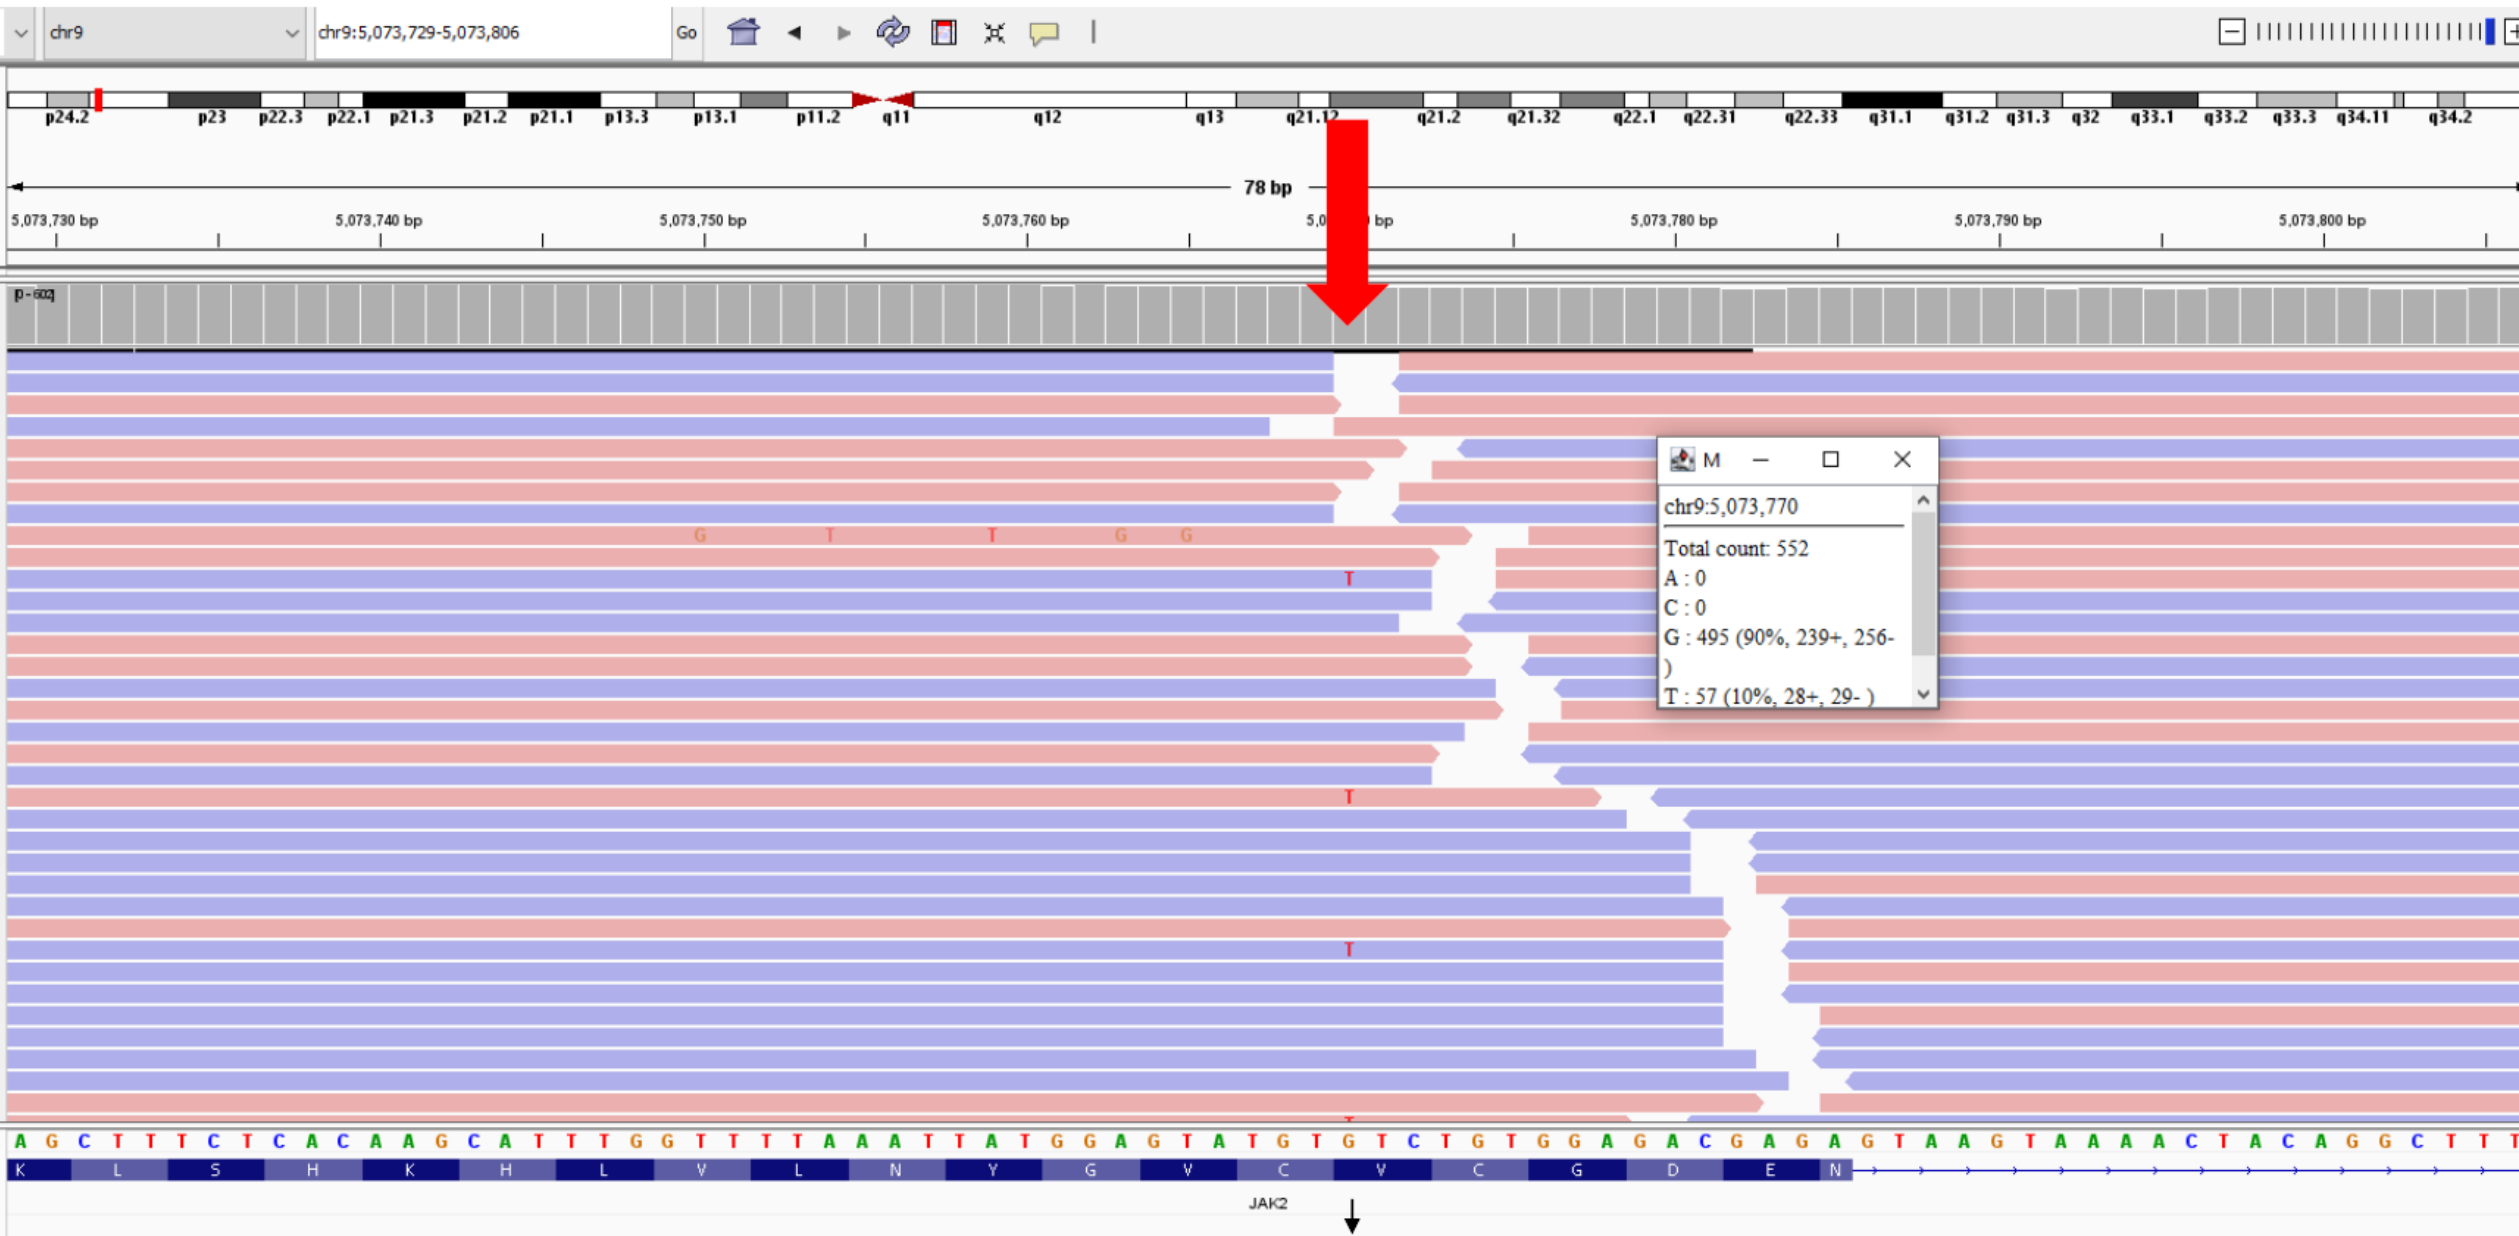 chr9 chr9:5,073,729-5,073,806 Go
p24.2 p23 p22.3 p22.1 p21.3 p21.2 p21.1 p13.3 p13.1 p11.2 q11 q12 q13 q21.12 q21.2 q21.32 q22.1 q22.31 q22.33 q31.1 q31.2 q31.3 q32 q33.1 q33.2 q33.3 q34.11 q34.2
78 bp
5,073,730 bp 5,073,740 bp 5,073,750 bp 5,073,760 bp bp 5,073,780 bp 5,073,790 bp 5,073,800 bp
[0-602]
M
chr9:5,073,770
Total count: 552
A : 0
C : 0
G : 495 (90%, 239+, 256-
)
T : 57 (10%, 28+, 29- )
G T T G G
T
T
T
T
A G C T T T C T C A C A A G C A T T T G G T T T T A A A T T A T G G A G T A T G T G T C T G T G G A G A C G A G A G T A A G T A A A A C T A C A G G C T T T
K L S H K H L V L N Y G V C V C G D E N
JAK2